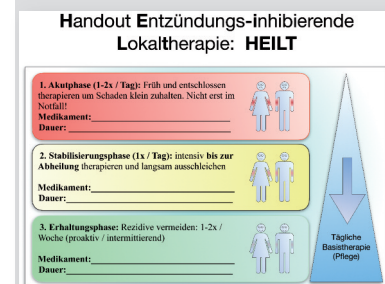 Handout Entzündungs-inhibierende
Lokaltherapie: HEILT
1. Akutphase (1-2x / Tag): Früh und entschlossen
therapieren um Schaden klein zuhalten. Nicht erst im
Notfall!
Medikament:
Dauer:
2. Stabilisierungsphase (1x / Tag): intensiv bis zur
Abheilung therapieren und langsam ausschleichen
Medikament:
Dauer:
3. Erhaltungsphase: Rezidive vermeiden: 1-2x /
Woche (proaktiv / intermittierend)
Medikament:
Dauer:
Tägliche
Basistherapie
(Pflege)